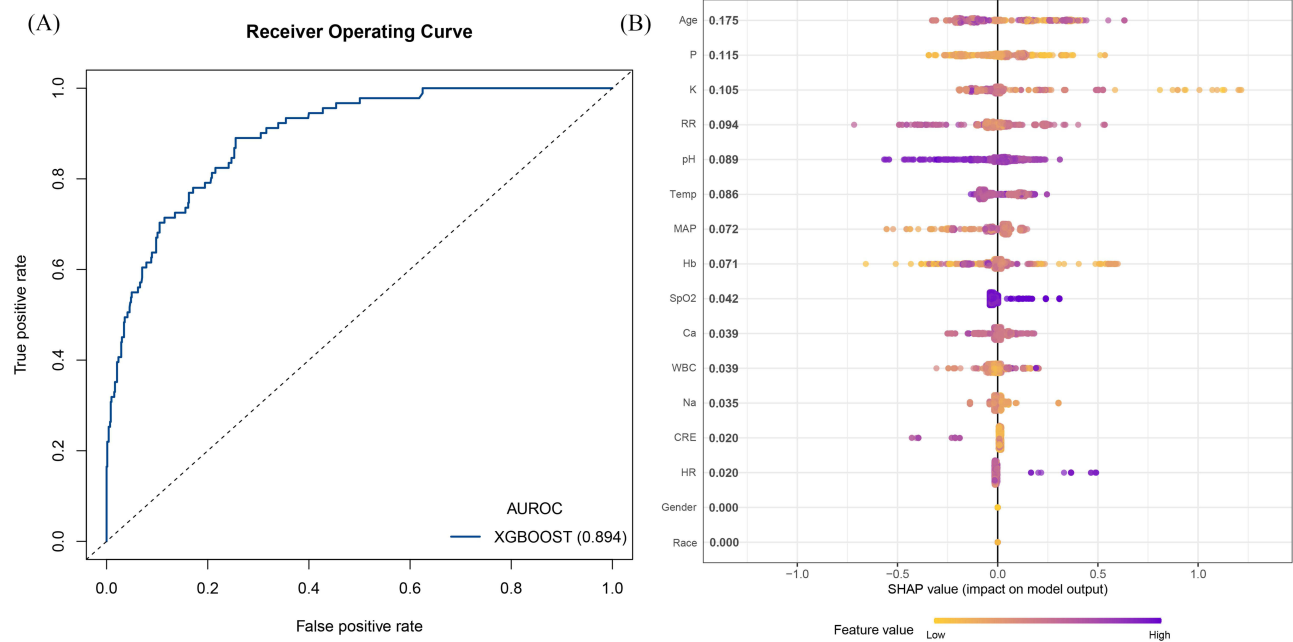 (A)
Receiver Operating Curve
True positive rate
1.0
0.8
0.6
0.4
0.2
0.0
0.0 0.2 0.4 0.6 0.8 1.0
False positive rate
AUROC
XGBOOST (0.894)
(B)
Age 0.175
P 0.115
K 0.105
RR 0.094
pH 0.089
Temp 0.086
MAP 0.072
Hb 0.071
SpO2 0.042
Ca 0.039
WBC 0.039
Na 0.035
CRE 0.020
HR 0.020
Gender 0.000
Race 0.000
−1.0 −0.5 0.0 0.5 1.0
SHAP value (impact on model output)
Feature value
Low High